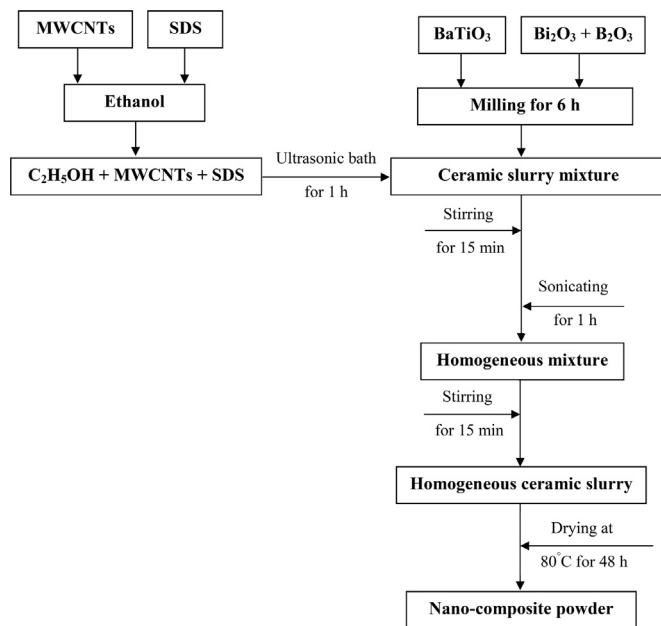 MWCNTs
SDS
BaTiO₃
Bi₂O₃ + B₂O₃
Ethanol
Milling for 6 h
C₂H₅OH + MWCNTs + SDS
Ultrasonic bath
for 1 h
Ceramic slurry mixture
Stirring
for 15 min
Sonicating
for 1 h
Homogeneous mixture
Stirring
for 15 min
Homogeneous ceramic slurry
Drying at
80°C for 48 h
Nano-composite powder